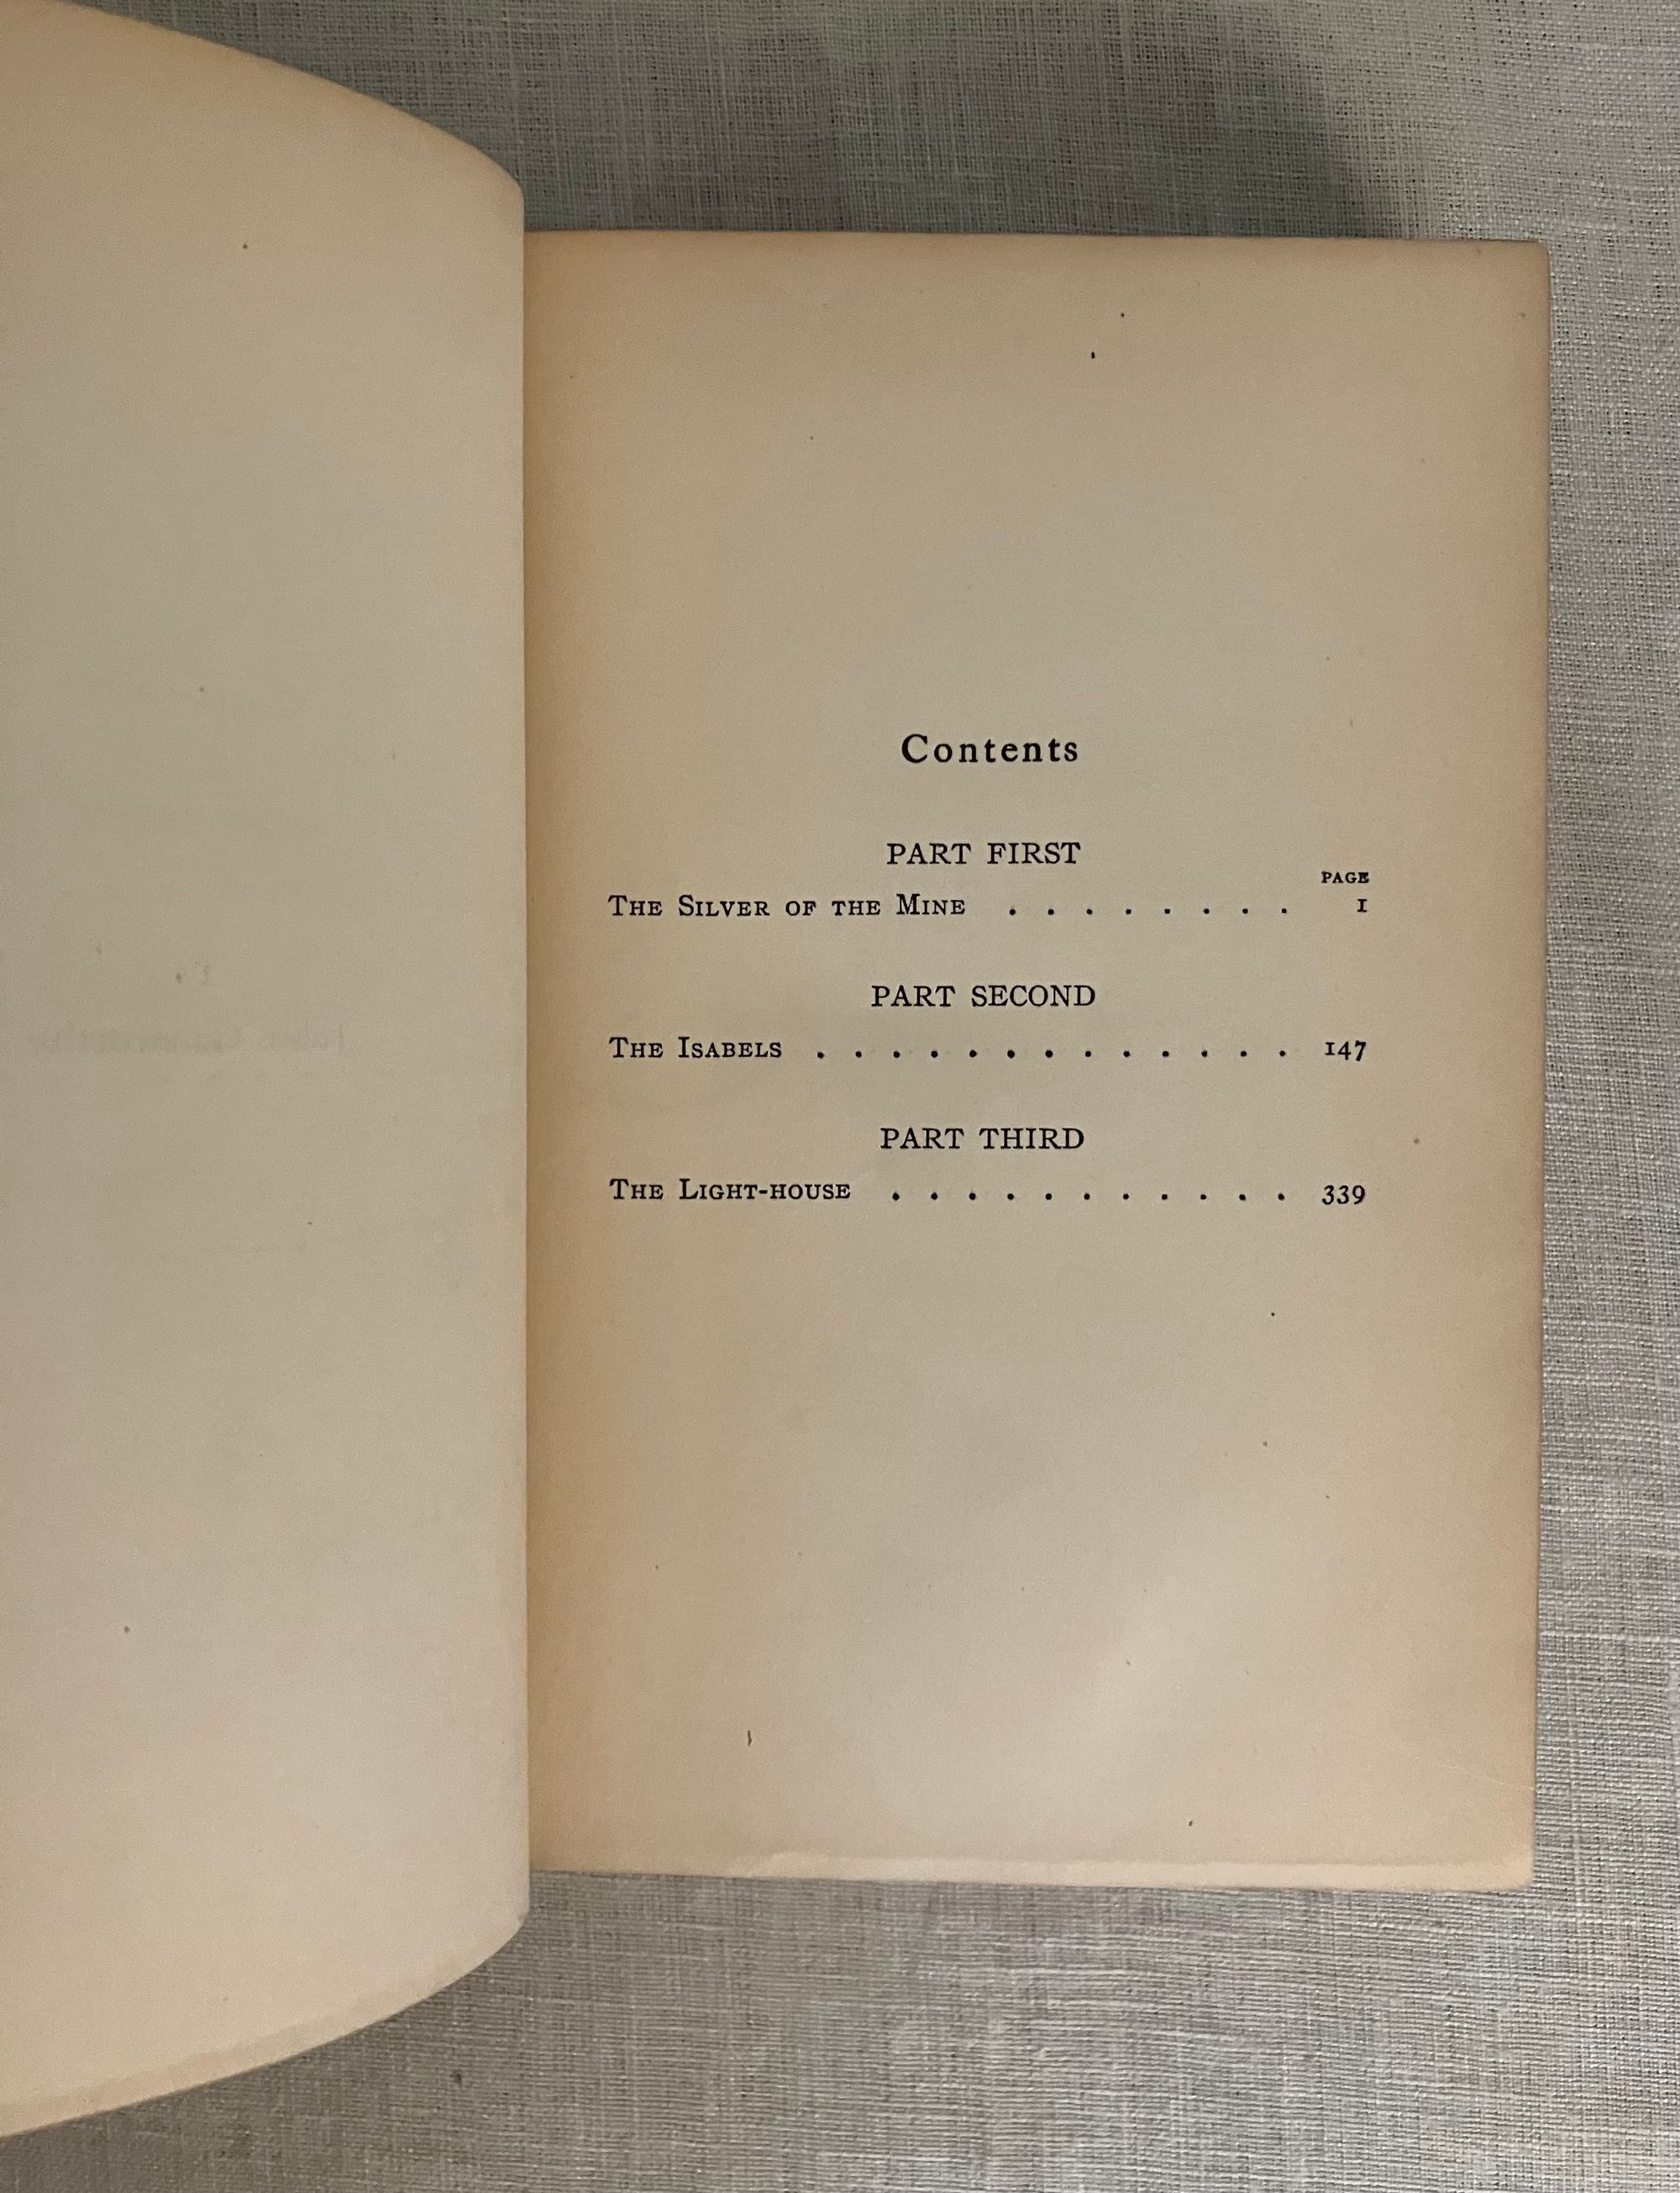 Contents
PART FIRST
PAGE
The Silver of the Mine . . . . . . . . 1
PART SECOND
The Isabels . . . . . . . . . . . . . 147
PART THIRD
The Light-house . . . . . . . . . . . 339